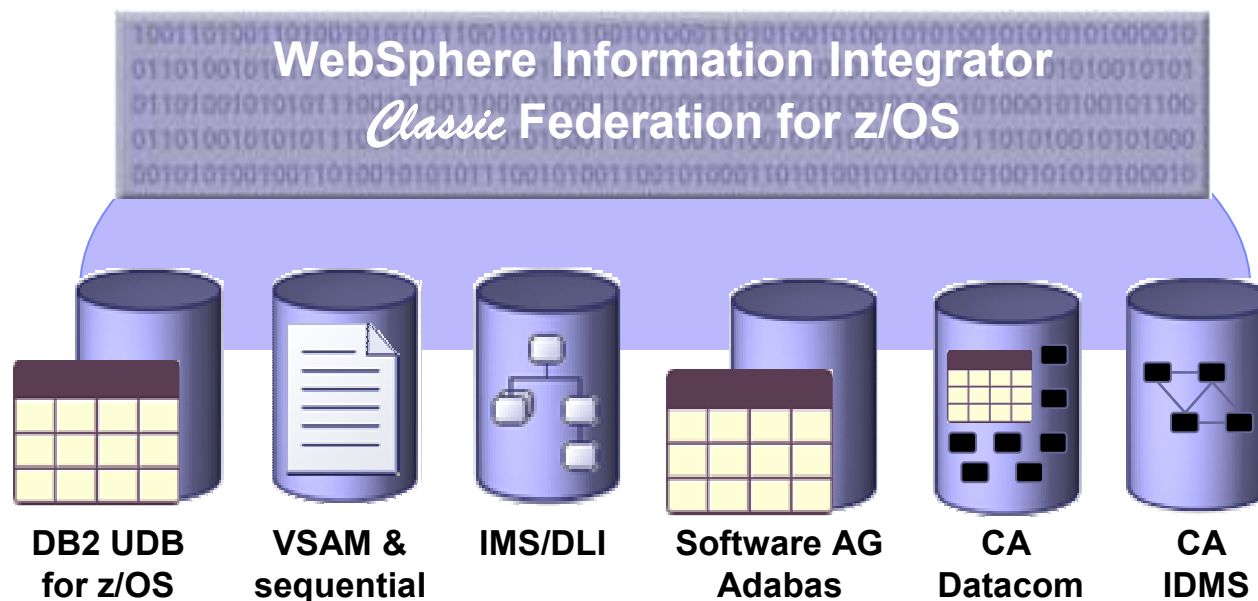 WebSphere Information Integrator
Classic Federation for z/OS
DB2 UDB
for z/OS
VSAM &
sequential
IMS/DLI
Software AG
Adabas
CA
Datacom
CA
IDMS